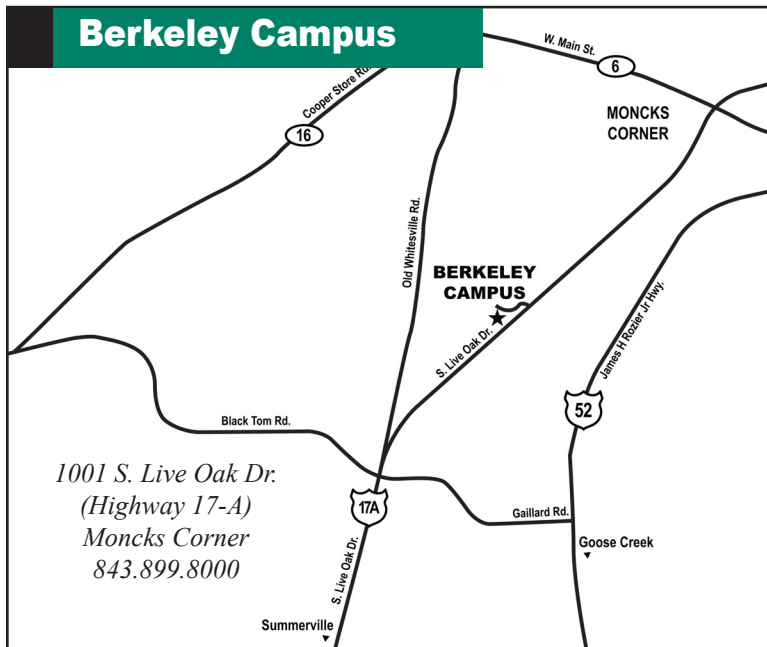 Berkeley Campus
W. Main St.
6
Cooper Store Rd.
MONCKS
CORNER
16
Old Whitesville Rd.
BERKELEY
CAMPUS
S. Live Oak Dr.
James H Rozier Jr Hwy.
52
Black Tom Rd.
1001 S. Live Oak Dr.
(Highway 17-A)
Moncks Corner
843.899.8000
17A
Gaillard Rd.
Goose Creek
S. Live Oak Dr.
Summerville